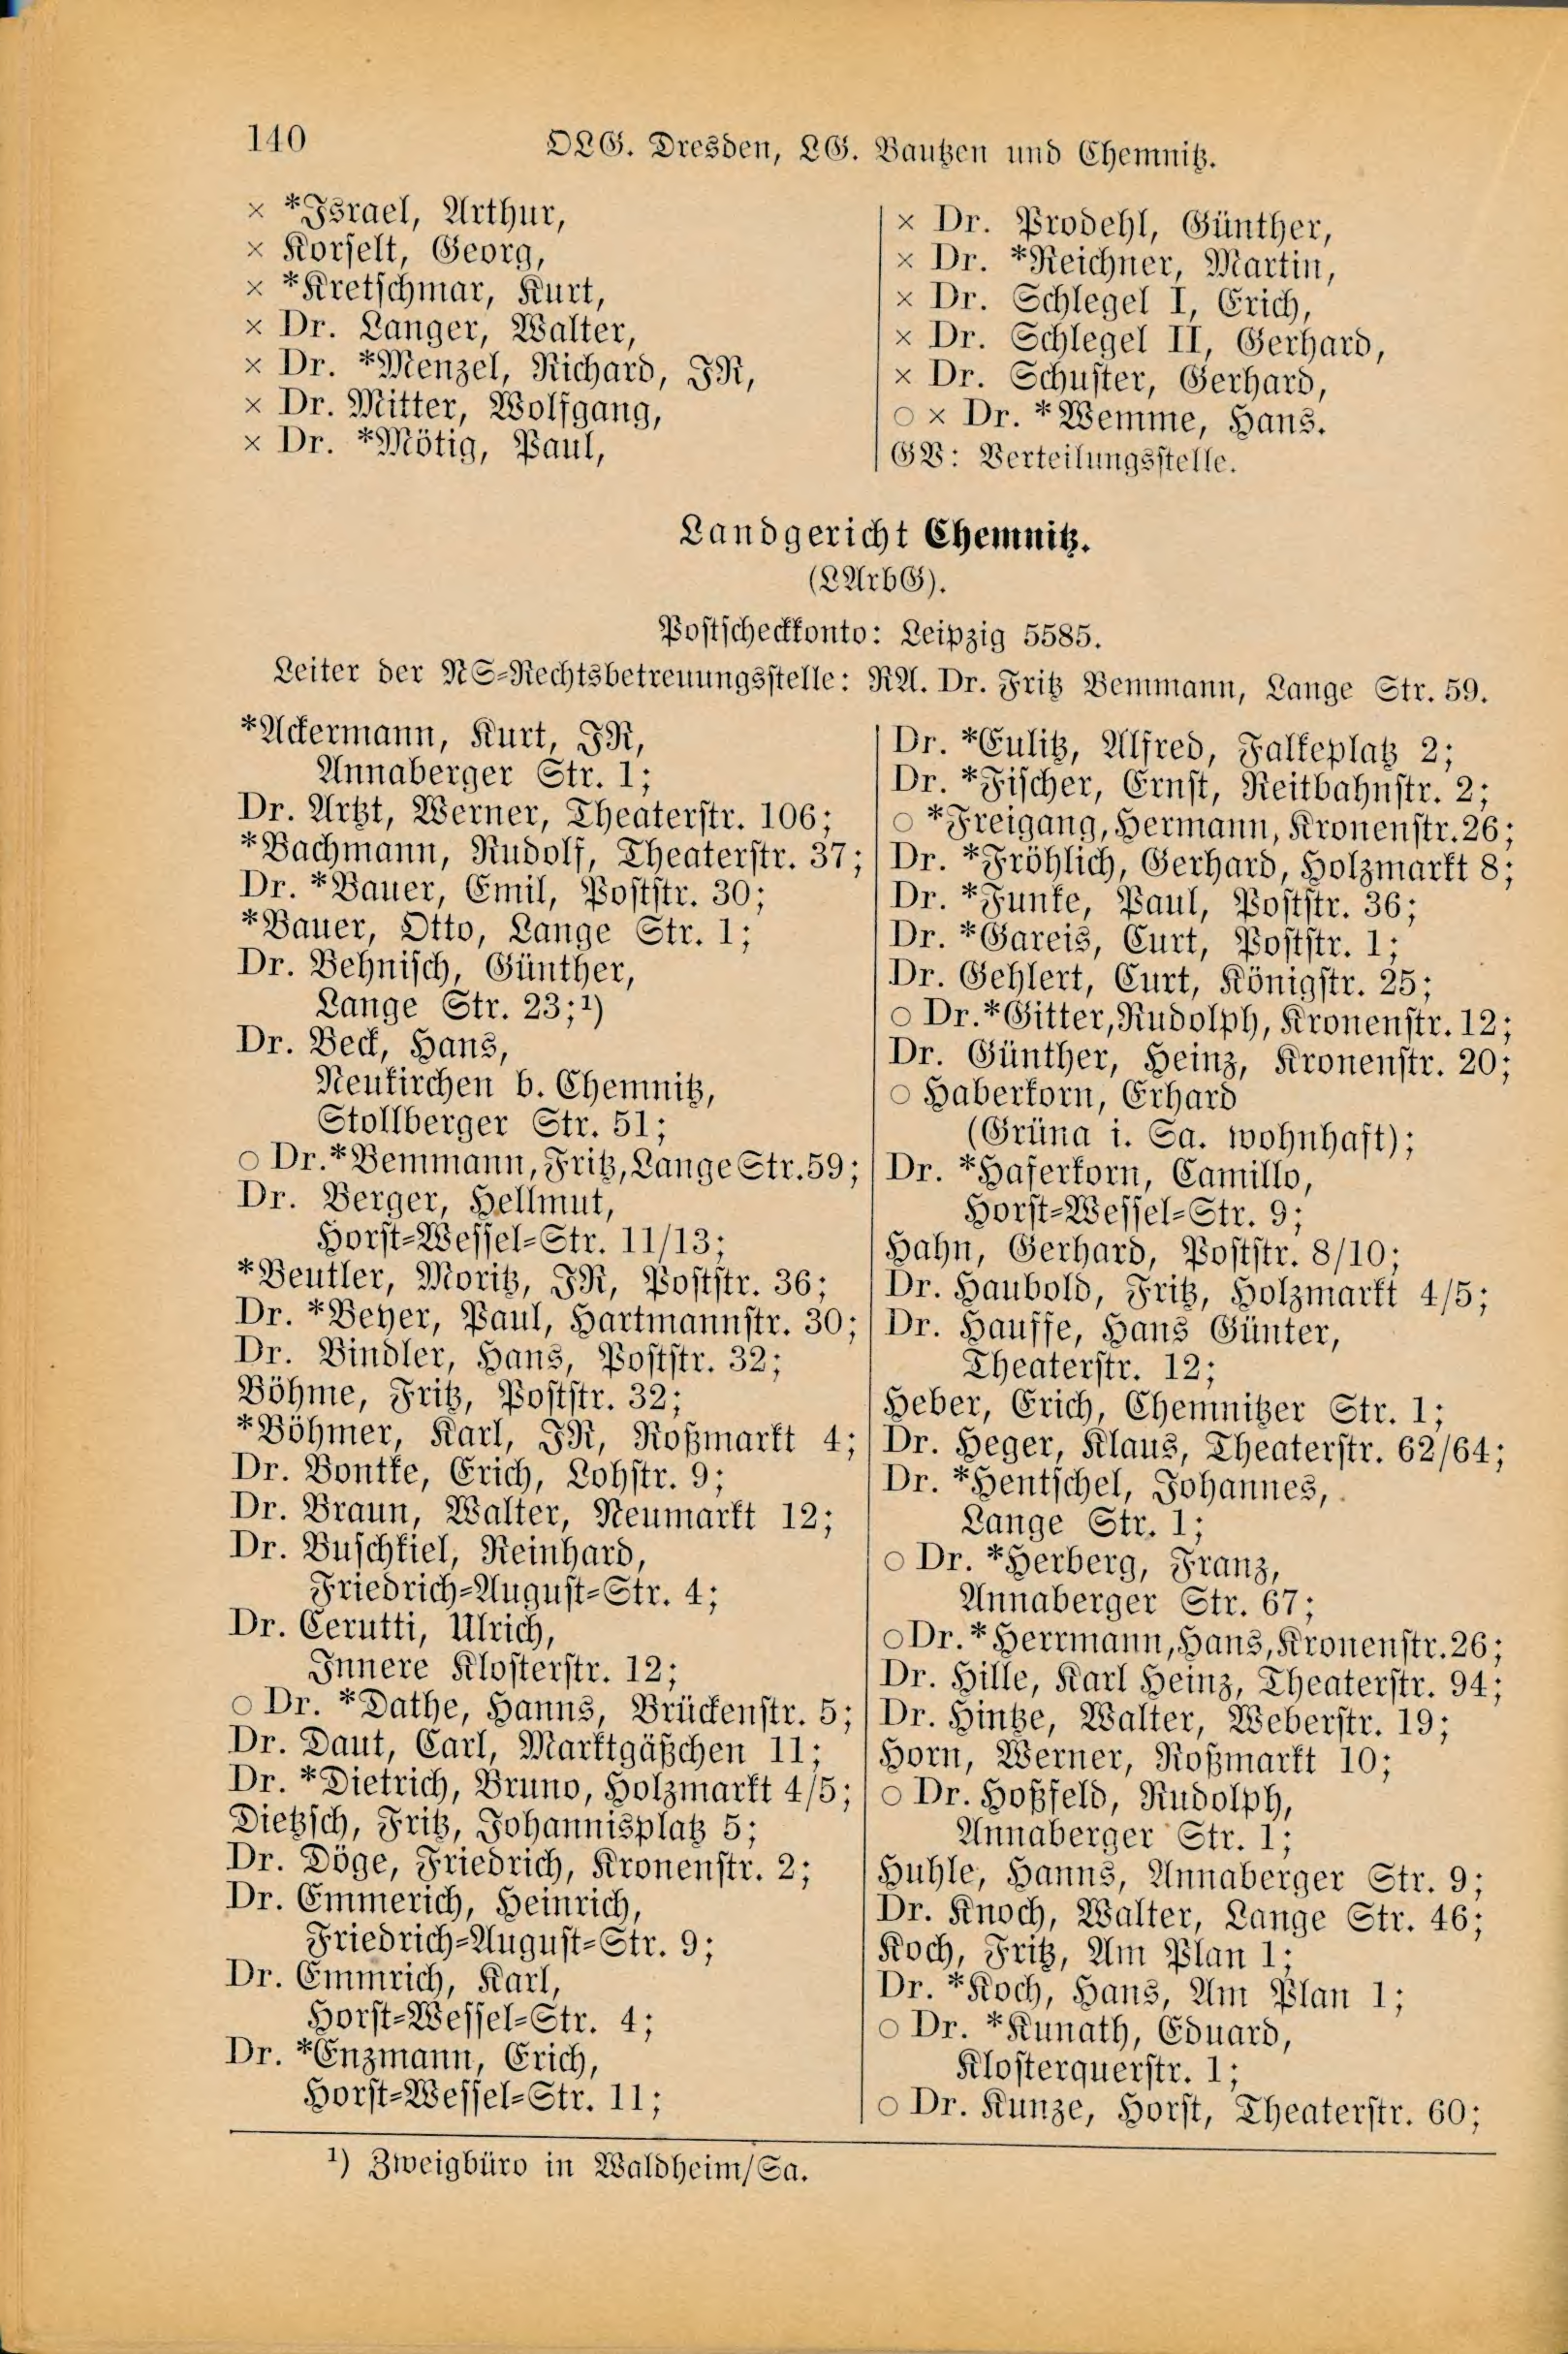 140
OLG. Dresden, LG. Bautzen und Chemnitz.
× *Israel, Arthur,
× Korselt, Georg,
× *Kretschmar, Kurt,
× Dr. Langer, Walter,
× Dr. *Menzel, Richard, JR,
× Dr. Mitter, Wolfgang,
× Dr. *Mötig, Paul,
× Dr. Prodehl, Günther,
× Dr. *Reichner, Martin,
× Dr. Schlegel I, Erich,
× Dr. Schlegel II, Gerhard,
× Dr. Schuster, Gerhard,
○ × Dr. *Wemme, Hans.
GV: Verteilungsstelle.
Landgericht Chemnitz.
(LArbG).
Postscheckkonto: Leipzig 5585.
Leiter der NS-Rechtsbetreuungsstelle: RA. Dr. Fritz Bemmann, Lange Str. 59.
*Ackermann, Kurt, JR,
Annaberger Str. 1;
Dr. Artzt, Werner, Theaterstr. 106;
*Bachmann, Rudolf, Theaterstr. 37;
Dr. *Bauer, Emil, Poststr. 30;
*Bauer, Otto, Lange Str. 1;
Dr. Behnisch, Günther,
Lange Str. 23;¹)
Dr. Beck, Hans,
Neukirchen b. Chemnitz,
Stollberger Str. 51;
○ Dr.*Bemmann, Fritz, Lange Str. 59;
Dr. Berger, Hellmut,
Horst-Wessel-Str. 11/13;
*Beutler, Moritz, JR, Poststr. 36;
Dr. *Beyer, Paul, Hartmannstr. 30;
Dr. Bindler, Hans, Poststr. 32;
Böhme, Fritz, Poststr. 32;
*Böhmer, Karl, JR, Roßmarkt 4;
Dr. Bontke, Erich, Lohstr. 9;
Dr. Braun, Walter, Neumarkt 12;
Dr. Buschkiel, Reinhard,
Friedrich-August-Str. 4;
Dr. Cerutti, Ulrich,
Innere Klosterstr. 12;
○ Dr. *Dathe, Hanns, Brückenstr. 5;
Dr. Daut, Carl, Marktgäßchen 11;
Dr. *Dietrich, Bruno, Holzmarkt 4/5;
Dietzsch, Fritz, Johannisplatz 5;
Dr. Döge, Friedrich, Kronenstr. 2;
Dr. Emmerich, Heinrich,
Friedrich-August-Str. 9;
Dr. Emmrich, Karl,
Horst-Wessel-Str. 4;
Dr. *Enzmann, Erich,
Horst-Wessel-Str. 11;
Dr. *Eulitz, Alfred, Falkeplatz 2;
Dr. *Fischer, Ernst, Reitbahnstr. 2;
○ *Freigang, Hermann, Kronenstr. 26;
Dr. *Fröhlich, Gerhard, Holzmarkt 8;
Dr. *Funke, Paul, Poststr. 36;
Dr. *Gareis, Curt, Poststr. 1;
Dr. Gehlert, Curt, Königstr. 25;
○ Dr.*Gitter, Rudolph, Kronenstr. 12;
Dr. Günther, Heinz, Kronenstr. 20;
○ Haberkorn, Erhard
(Grüna i. Sa. wohnhaft);
Dr. *Haferkorn, Camillo,
Horst-Wessel-Str. 9;
Hahn, Gerhard, Poststr. 8/10;
Dr. Haubold, Fritz, Holzmarkt 4/5;
Dr. Hauffe, Hans Günter,
Theaterstr. 12;
Heber, Erich, Chemnitzer Str. 1;
Dr. Heger, Klaus, Theaterstr. 62/64;
Dr. *Hentschel, Johannes,
Lange Str. 1;
○ Dr. *Herberg, Franz,
Annaberger Str. 67;
○ Dr.*Herrmann, Hans, Kronenstr. 26;
Dr. Hille, Karl Heinz, Theaterstr. 94;
Dr. Hintze, Walter, Weberstr. 19;
Horn, Werner, Roßmarkt 10;
○ Dr. Hoßfeld, Rudolph,
Annaberger Str. 1;
Huhle, Hanns, Annaberger Str. 9;
Dr. Knoch, Walter, Lange Str. 46;
Koch, Fritz, Am Plan 1;
Dr. *Koch, Hans, Am Plan 1;
○ Dr. *Kunath, Eduard,
Klosterquerstr. 1;
○ Dr. Kunze, Horst, Theaterstr. 60;
¹) Zweigbüro in Waldheim/Sa.